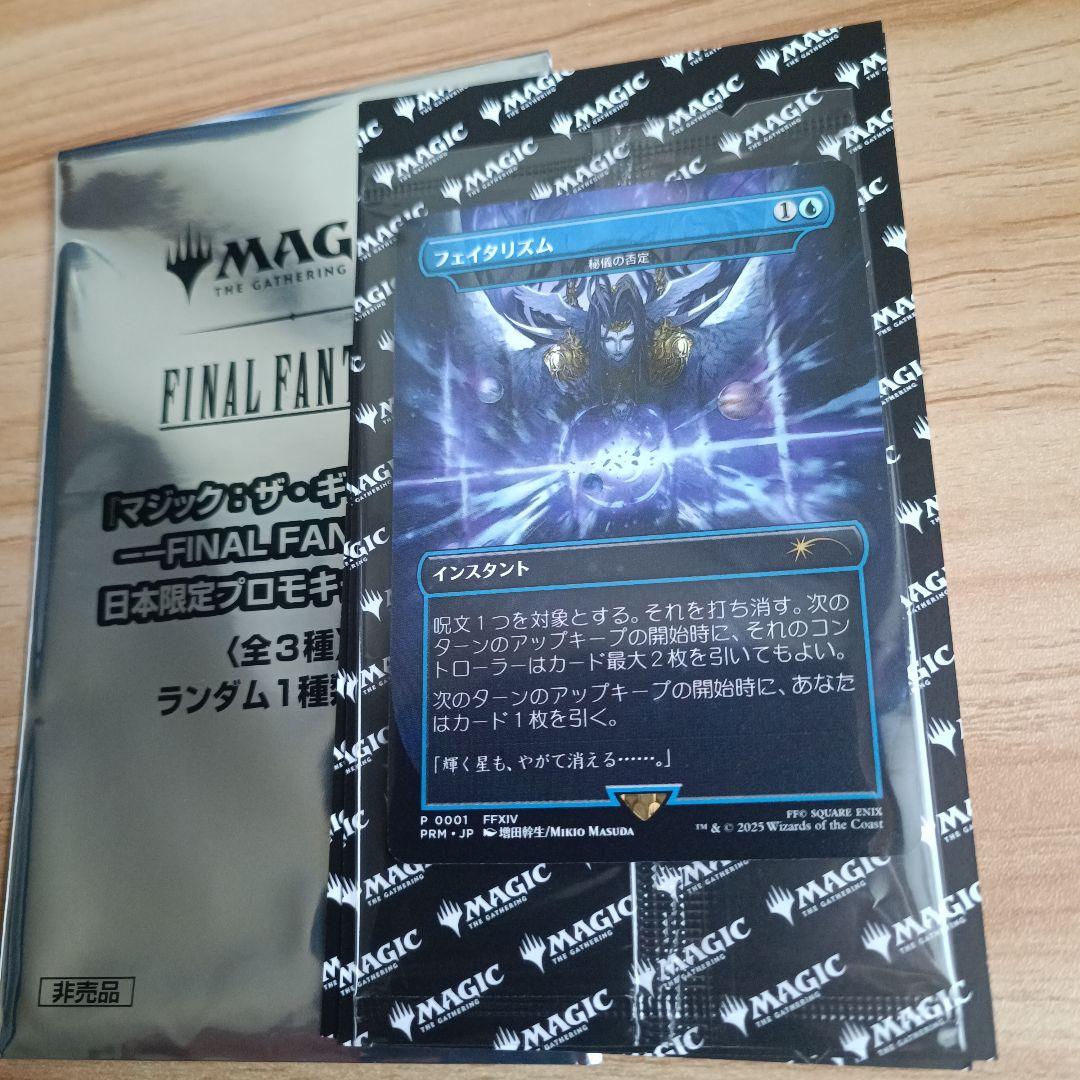 MAG
THE GATHERING
FINAL FANT
『マジック：ザ・ギ
―FINAL FAN
日本限定プロモキ
〈全3種〉
ランダム1種
非売品
フェイタリズム
1
秘儀の否定
インスタント
呪文１つを対象とする。それを打ち消す。次の
ターンのアップキープの開始時に、それのコン
トローラーはカード最大２枚を引いてもよい。
次のターンのアップキープの開始時に、あなた
はカード１枚を引く。
「輝く星も、やがて消える……。」
P 0001 FFXIV
PRM・JP 増田幹生/MIKIO MASUDA
FF© SQUARE ENIX
™ & © 2025 Wizards of the Coast
MAGIC
THE GATHERING